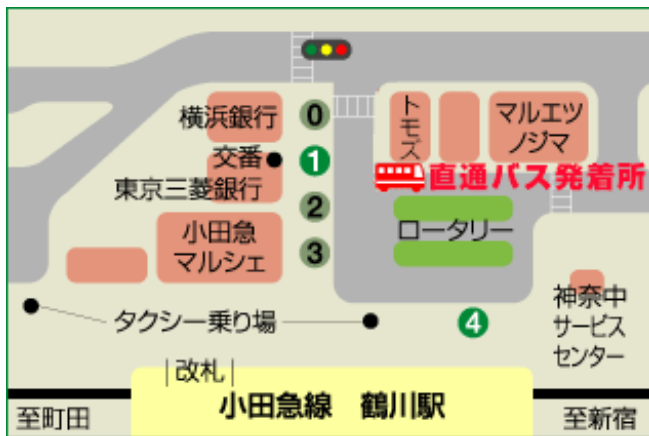 横浜銀行
0
交番
1
東京三菱銀行
2
小田急
マルシェ
3
トモズ
マルエツ
ノジマ
直通バス発着所
ロータリー
タクシー乗り場
4
神奈中
サービス
センター
改札
小田急線 鶴川駅
至町田
至新宿